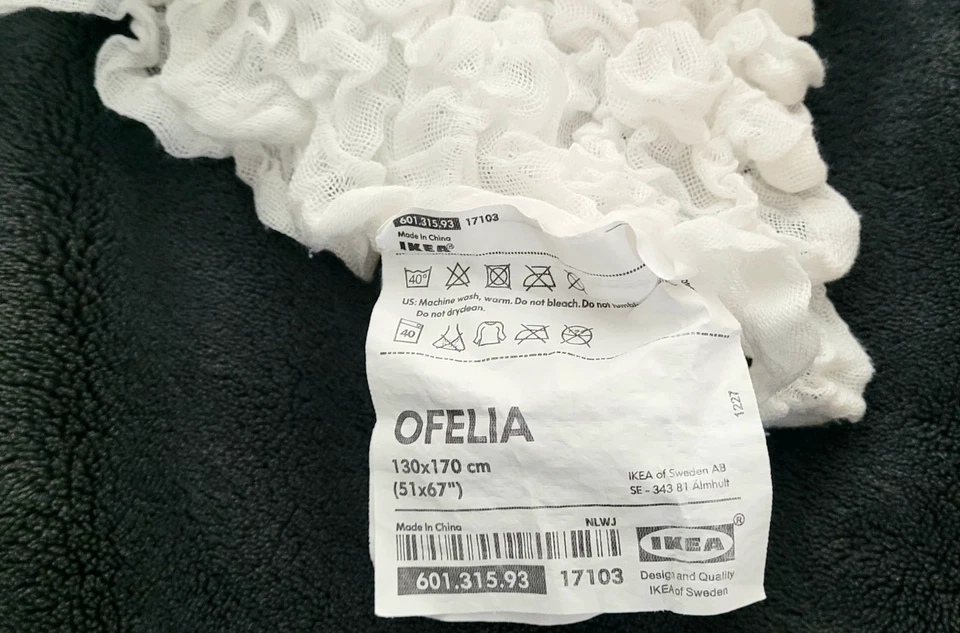 601.315.93 17103
Made in China
IKEA®
40°
US: Machine wash, warm. Do not bleach. Do not tumble
Do not dryclean.
40
1227
OFELIA
130x170 cm
(51x67")
IKEA of Sweden AB
SE - 343 81 Älmhult
Made in China
NLWJ
IKEA®
601.315.93 17103
Design and Quality
IKEA of Sweden